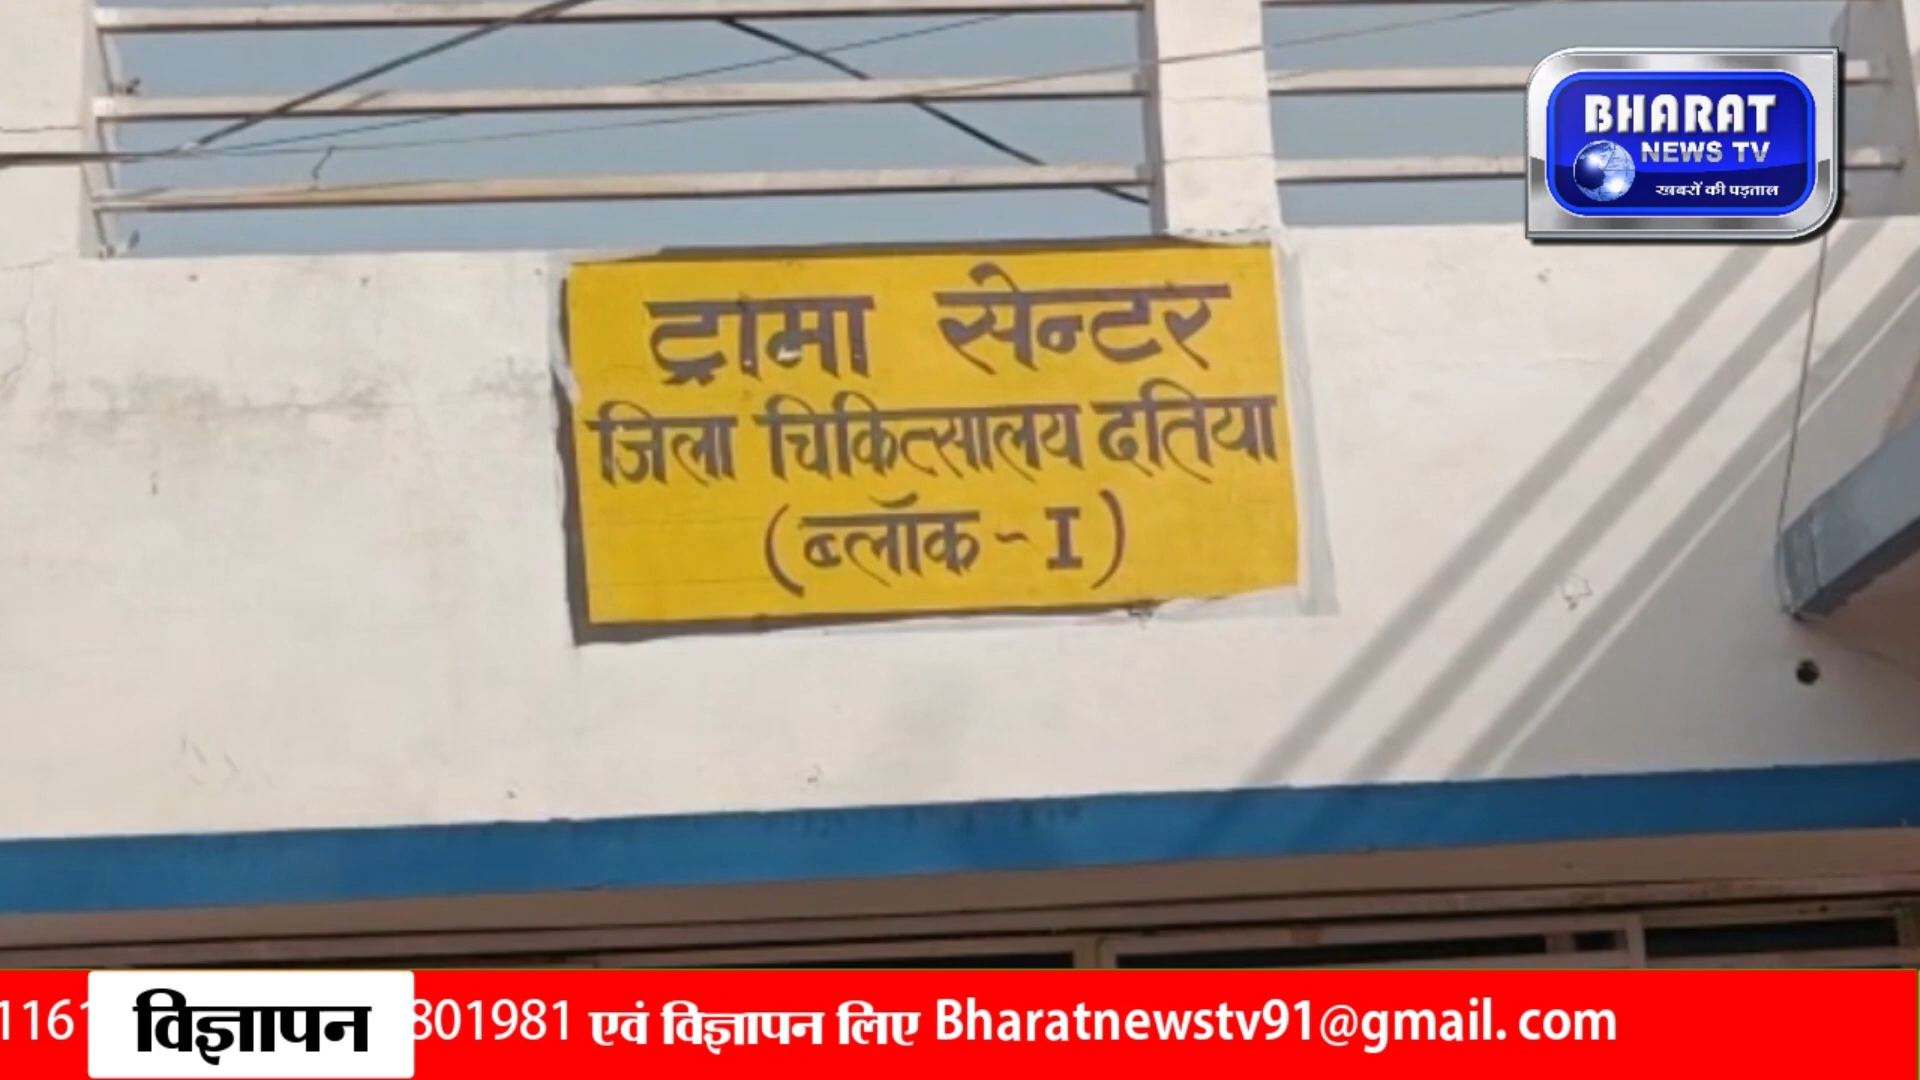 BHARAT
NEWS TV
खबरों की पड़ताल
ट्रामा सेन्टर
जिला चिकित्सालय दतिया
(ब्लॉक - I)
विज्ञापन
801981 एवं विज्ञापन लिए Bharatnewstv91@gmail. com